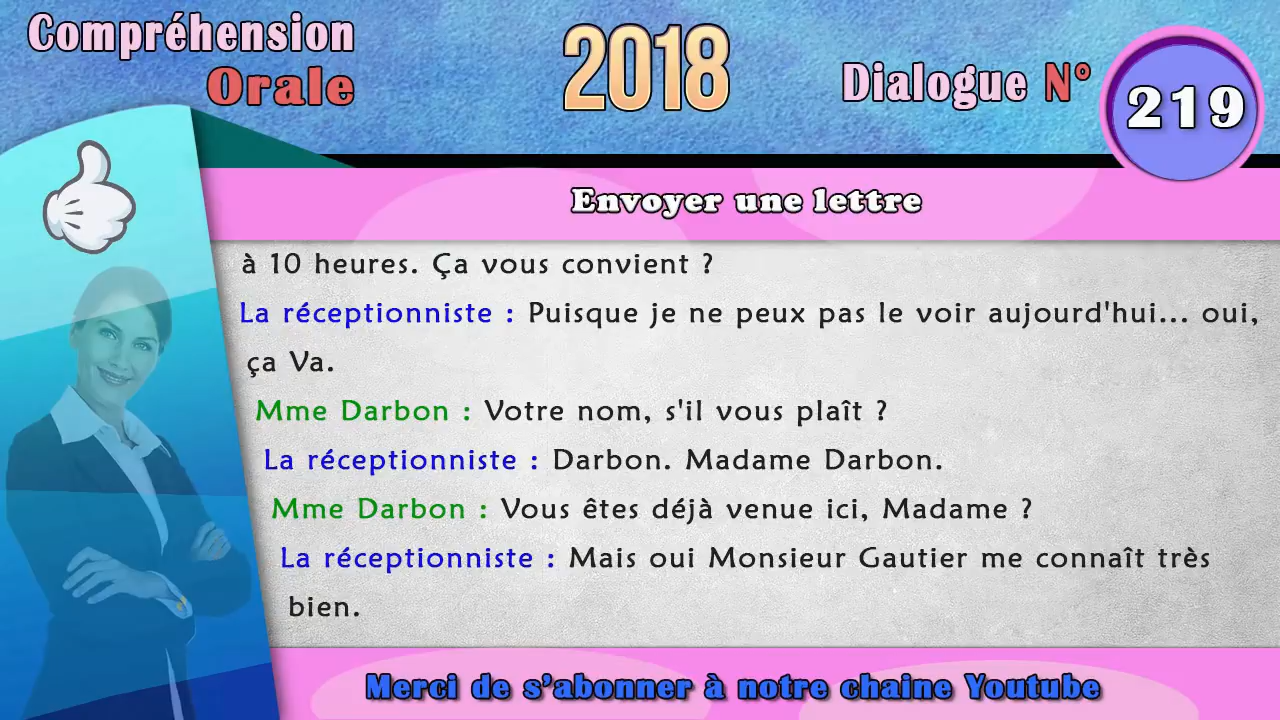 Compréhension
Orale
2018
Dialogue N°
219
Envoyer une lettre
à 10 heures. Ça vous convient ?
La réceptionniste : Puisque je ne peux pas le voir aujourd'hui... oui,
ça Va.
Mme Darbon : Votre nom, s'il vous plaît ?
La réceptionniste : Darbon. Madame Darbon.
Mme Darbon : Vous êtes déjà venue ici, Madame ?
La réceptionniste : Mais oui Monsieur Gautier me connaît très
bien.
Merci de s'abonner à notre chaine Youtube